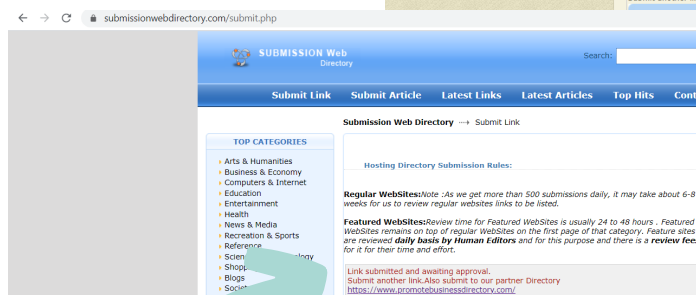 submissionwebdirectory.com/submit.php
SUBMISSION Web
Directory
Search:
Submit Link Submit Article Latest Links Latest Articles Top Hits
Submission Web Directory Submit Link
TOP CATEGORIES
Arts & Humanities
Business & Economy
Computers & Internet
Education
Entertainment
Health
News & Media
Recreation & Sports
Reference
Blogs
Hosting Directory Submission Rules:
Regular WebSites:Note :As we get more than 500 submissions daily, it may take about 6-8
weeks for us to review regular websites links
to be listed.
Featured WebSites:Review time for Featured WebSites is usually 24 to 48 hours . Featured
WebSites remains on top of regular WebSites on the first page of that category. Feature sites
are reviewed daily basis by Human Editors and for this purpose and there is a review fee
for it for their time and effort.
Link submitted and awaiting approval.
Submit another link.Also submit to our partner Directory
https://www.promotebusinessdirectory.com/